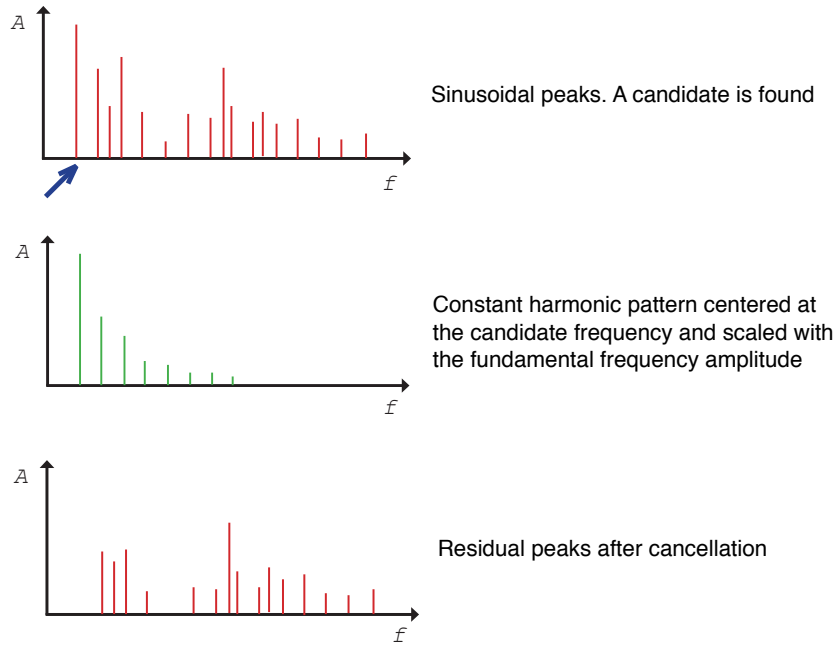 A
Sinusoidal peaks. A candidate is found
f
A
Constant harmonic pattern centered at
the candidate frequency and scaled with
the fundamental frequency amplitude
f
A
Residual peaks after cancellation
f